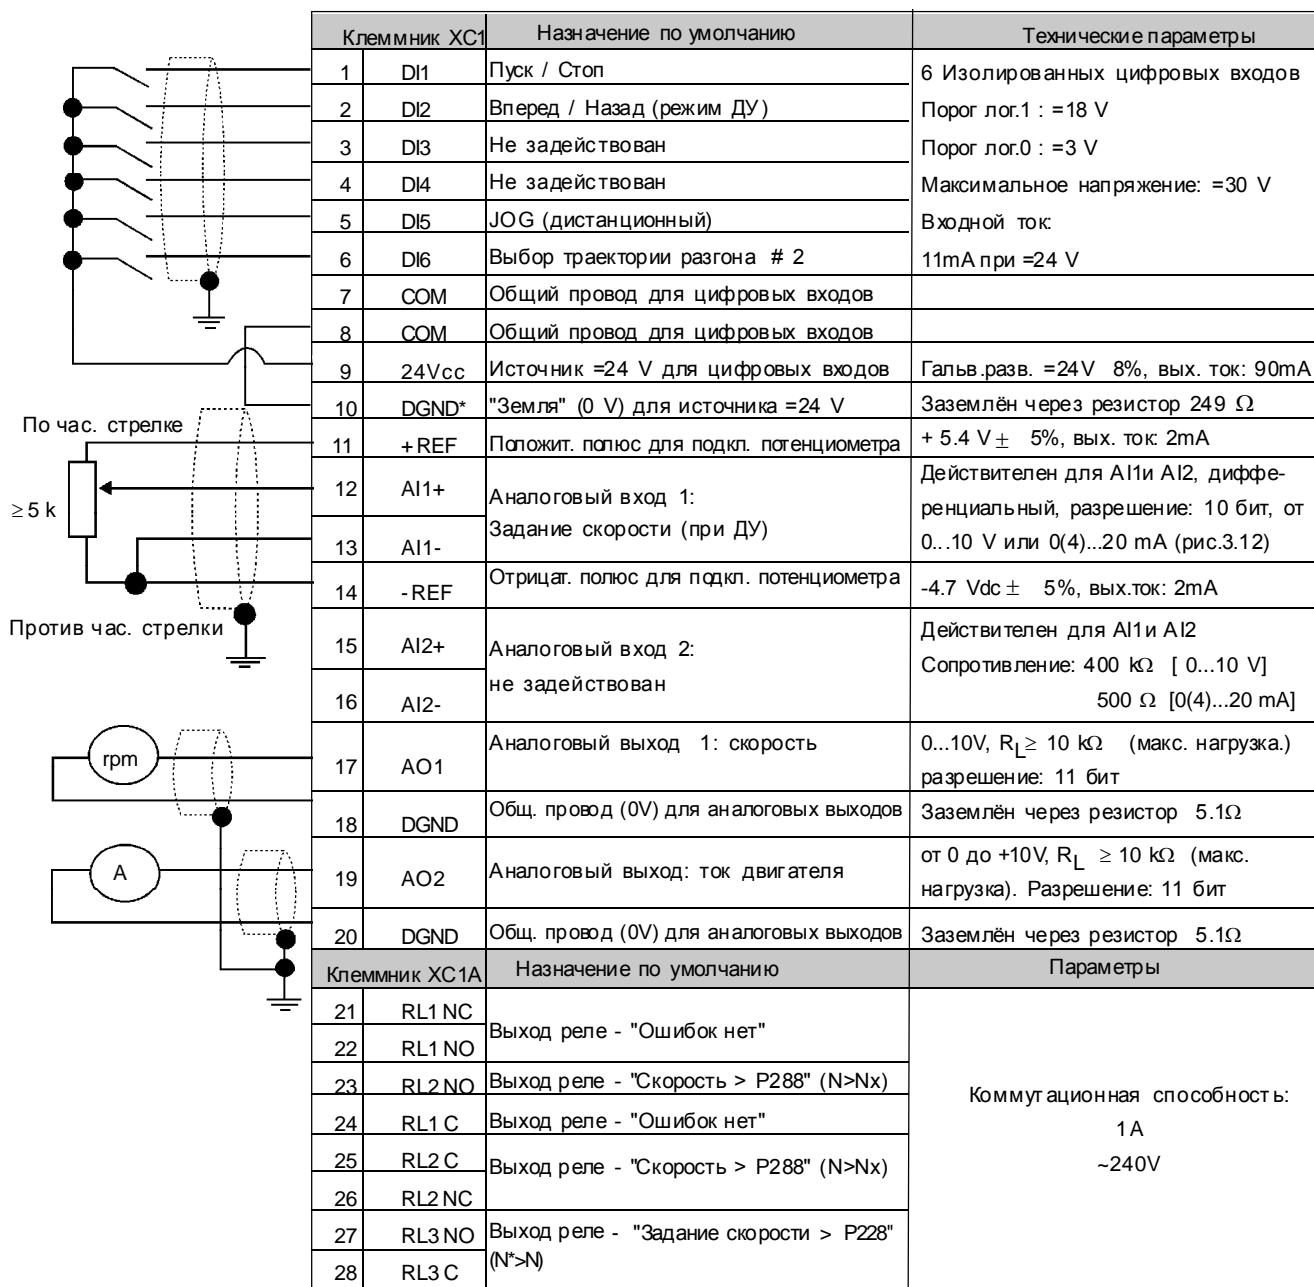 Клеммник XC1 Назначение по умолчанию Технические параметры
1 DI1 Пуск / Стоп 6 Изолированных цифровых входов
2 DI2 Вперед / Назад (режим ДУ) Порог лог.1 : =18 V
3 DI3 Не задействован Порог лог.0 : =3 V
4 DI4 Не задействован Максимальное напряжение: =30 V
5 DI5 JOG (дистанционный) Входной ток:
6 DI6 Выбор траектории разгона # 2 11mA при =24 V
7 COM Общий провод для цифровых входов
8 COM Общий провод для цифровых входов
9 24Vcc Источник =24 V для цифровых входов Гальв.разв. =24V 8%, вых. ток: 90mA
10 DGND* "Земля" (0 V) для источника =24 V Заземлён через резистор 249 Ω
По час. стрелке
11 +REF Положит. полюс для подкл. потенциометра + 5.4 V ± 5%, вых. ток: 2mA
≥ 5 k
12 AI1+ Аналоговый вход 1: Действителен для AI1и AI2, диффе-
Задание скорости (при ДУ) ренциальный, разрешение: 10 бит, от
13 AI1- 0...10 V или 0(4)...20 mA (рис.3.12)
14 -REF Отрицат. полюс для подкл. потенциометра -4.7 Vdc ± 5%, вых.ток: 2mA
Против час. стрелки
15 AI2+ Аналоговый вход 2: Действителен для AI1и AI2
не задействован Сопротивление: 400 kΩ [ 0...10 V]
16 AI2- 500 Ω [0(4)...20 mA]
rpm
17 AO1 Аналоговый выход 1: скорость 0...10V, RL≥ 10 kΩ (макс. нагрузка.)
разрешение: 11 бит
18 DGND Общ. провод (0V) для аналоговых выходов Заземлён через резистор 5.1Ω
A
19 AO2 Аналоговый выход: ток двигателя от 0 до +10V, RL ≥ 10 kΩ (макс.
нагрузка). Разрешение: 11 бит
20 DGND Общ. провод (0V) для аналоговых выходов Заземлён через резистор 5.1Ω
Клеммник XC1A Назначение по умолчанию Параметры
21 RL1 NC Выход реле - "Ошибок нет"
22 RL1 NO
23 RL2 NO Выход реле - "Скорость > P288" (N>Nx)
24 RL1 C Выход реле - "Ошибок нет"
25 RL2 C Выход реле - "Скорость > P288" (N>Nx)
26 RL2 NC
27 RL3 NO Выход реле - "Задание скорости > P228"
28 RL3 C (N*>N)
Коммутационная способность:
1A
~240V